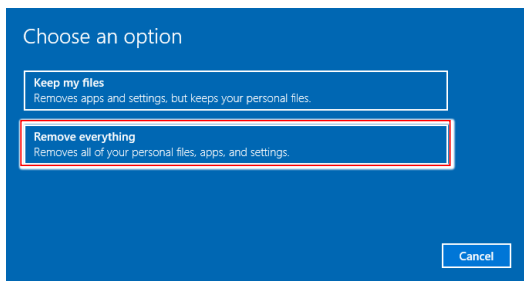 Choose an option
Keep my files
Removes apps and settings, but keeps your personal files.
Remove everything
Removes all of your personal files, apps, and settings.
Cancel